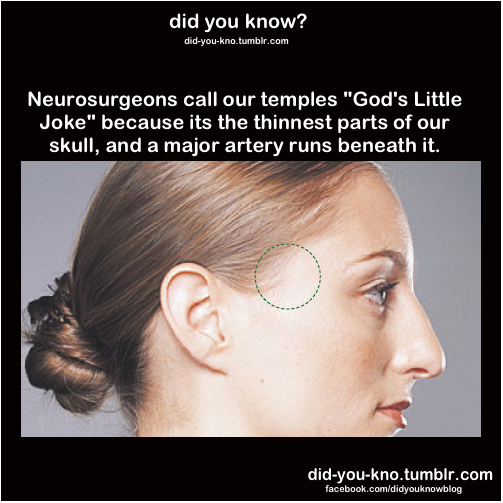 did you know?
did-you-kno.tumblr.com
Neurosurgeons call our temples "God's Little
Joke" because its the thinnest parts of our
skull, and a major artery runs beneath it.
did-you-kno.tumblr.com
facebook.com/didyouknowblog